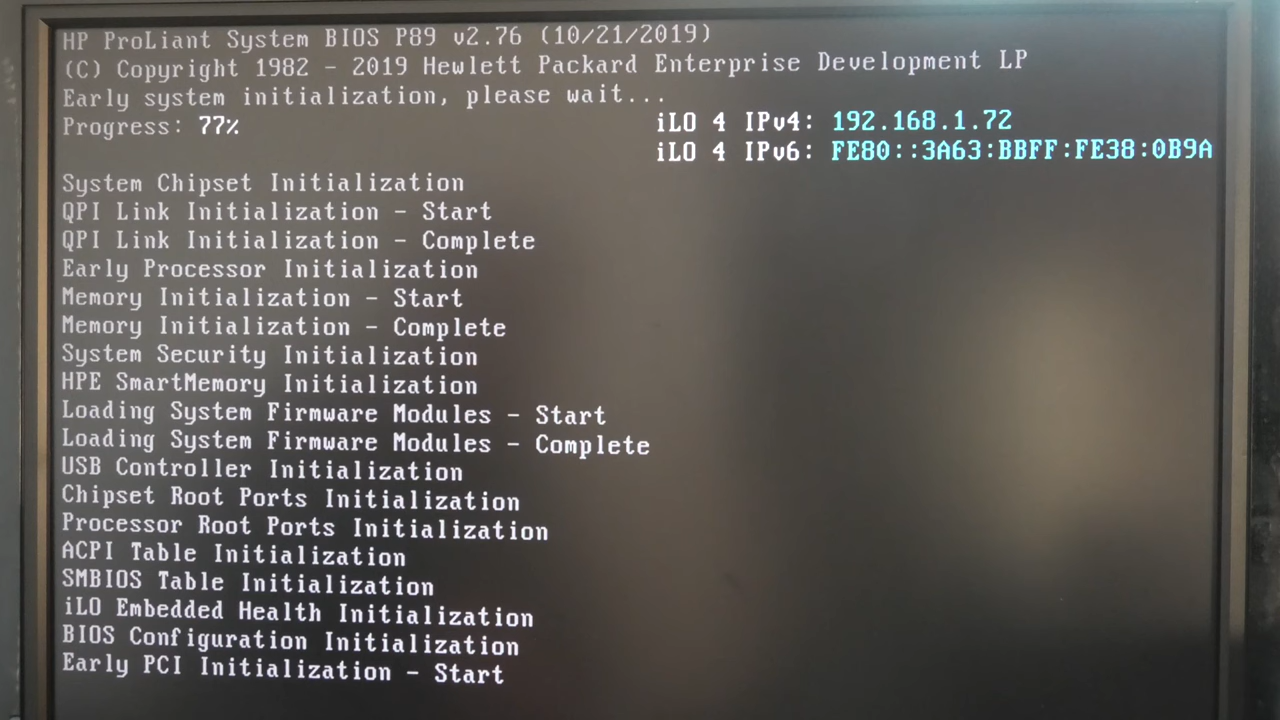 HP ProLiant System BIOS P89 v2.76 (10/21/2019)
(C) Copyright 1982 - 2019 Hewlett Packard Enterprise Development LP
Early system initialization, please wait...
Progress: 77%
iLO 4 IPv4: 192.168.1.72
iLO 4 IPv6: FE80::3A63:BBFF:FE38:0B9A
System Chipset Initialization
QPI Link Initialization - Start
QPI Link Initialization - Complete
Early Processor Initialization
Memory Initialization - Start
Memory Initialization - Complete
System Security Initialization
HPE SmartMemory Initialization
Loading System Firmware Modules - Start
Loading System Firmware Modules - Complete
USB Controller Initialization
Chipset Root Ports Initialization
Processor Root Ports Initialization
ACPI Table Initialization
SMBIOS Table Initialization
iLO Embedded Health Initialization
BIOS Configuration Initialization
Early PCI Initialization - Start